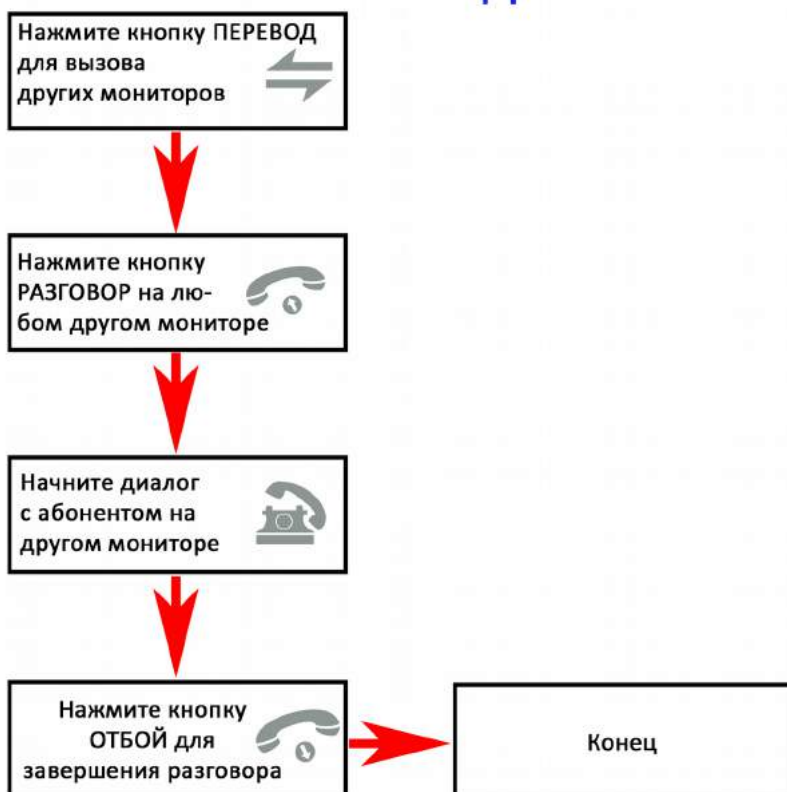 Нажмите кнопку ПЕРЕВОД
для вызова
других мониторов
Нажмите кнопку
РАЗГОВОР на лю-
бом другом мониторе
Начните диалог
с абонентом на
другом мониторе
Нажмите кнопку
ОТБОЙ для
завершения разговора
Конец